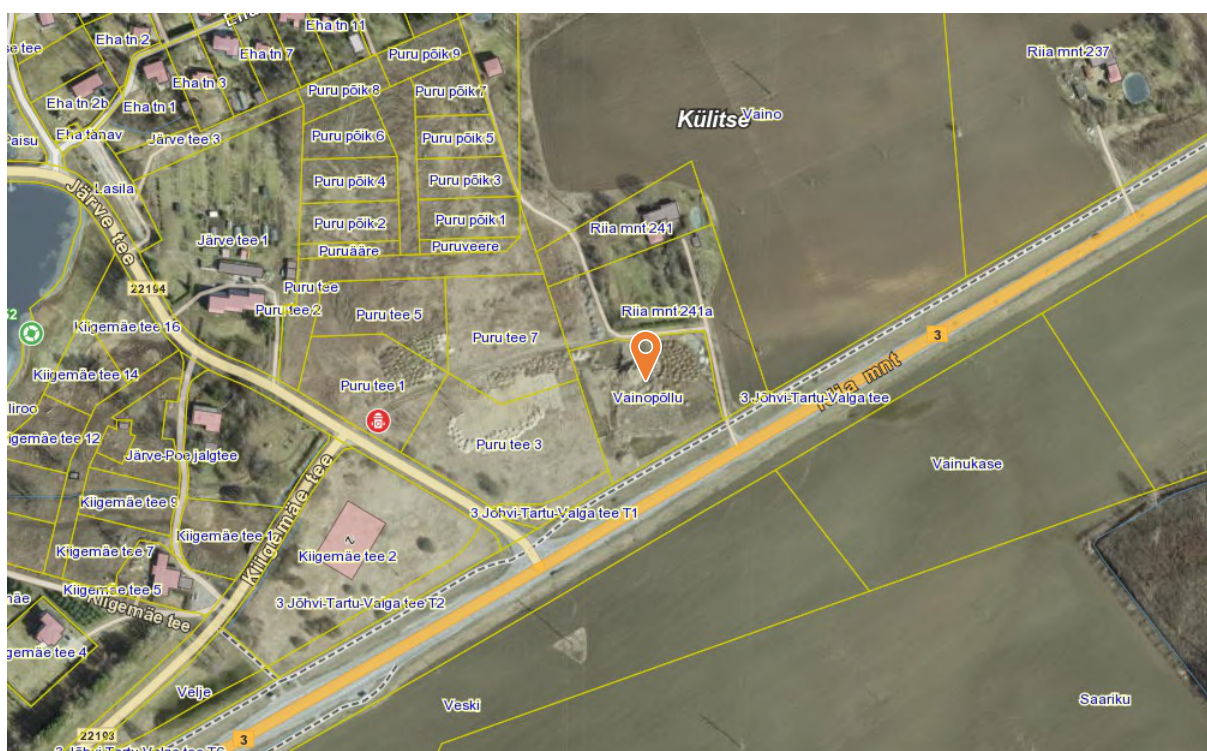 Eha tn 11
Eha tn 2
Eha tn 7
Puru põik 9
Riia mnt 237
Eha tn 3
Puru põik 8
Puru põik 7
Eha tn 2b
Eha tn 1
Külitse
Vaino
Paisu
Eha tänav
Järve tee 3
Puru põik 6
Puru põik 5
Lasila
Puru põik 4
Puru põik 3
Järve tee
Puru põik 2
Puru põik 1
Riia mnt 241
Järve tee 1
Puruääre
Puruveere
22194
Puru tee
Puru tee 2
Puru tee 5
Riia mnt 241a
Kiigemäe tee 16
Puru tee 7
3
Riia mnt
Kiigemäe tee 14
Puru tee 1
Vainopõllu
3 Jõhvi-Tartu-Valga tee
Kiigemäe tee 12
Puru tee 3
Järve-Poe jalgtee
Vainukase
Kiigemäe tee 9
Kiigemäe tee
3 Jõhvi-Tartu-Valga tee T1
Kiigemäe tee 1
Kiigemäe tee 7
Kiigemäe tee 2
Kiigemäe tee 5
Kiigemäe tee
3 Jõhvi-Tartu-Valga tee T2
Kiigemäe tee 4
Velje
Veski
Saariku
22193
3
3 Jõhvi-Tartu-Valga tee T6